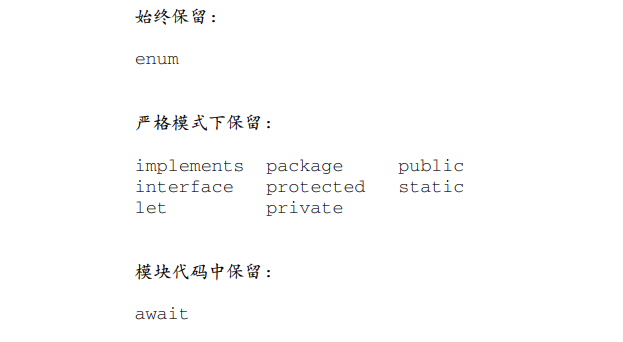 始终保留：
enum
严格模式下保留：
implements package public
interface protected static
let private
模块代码中保留：
await